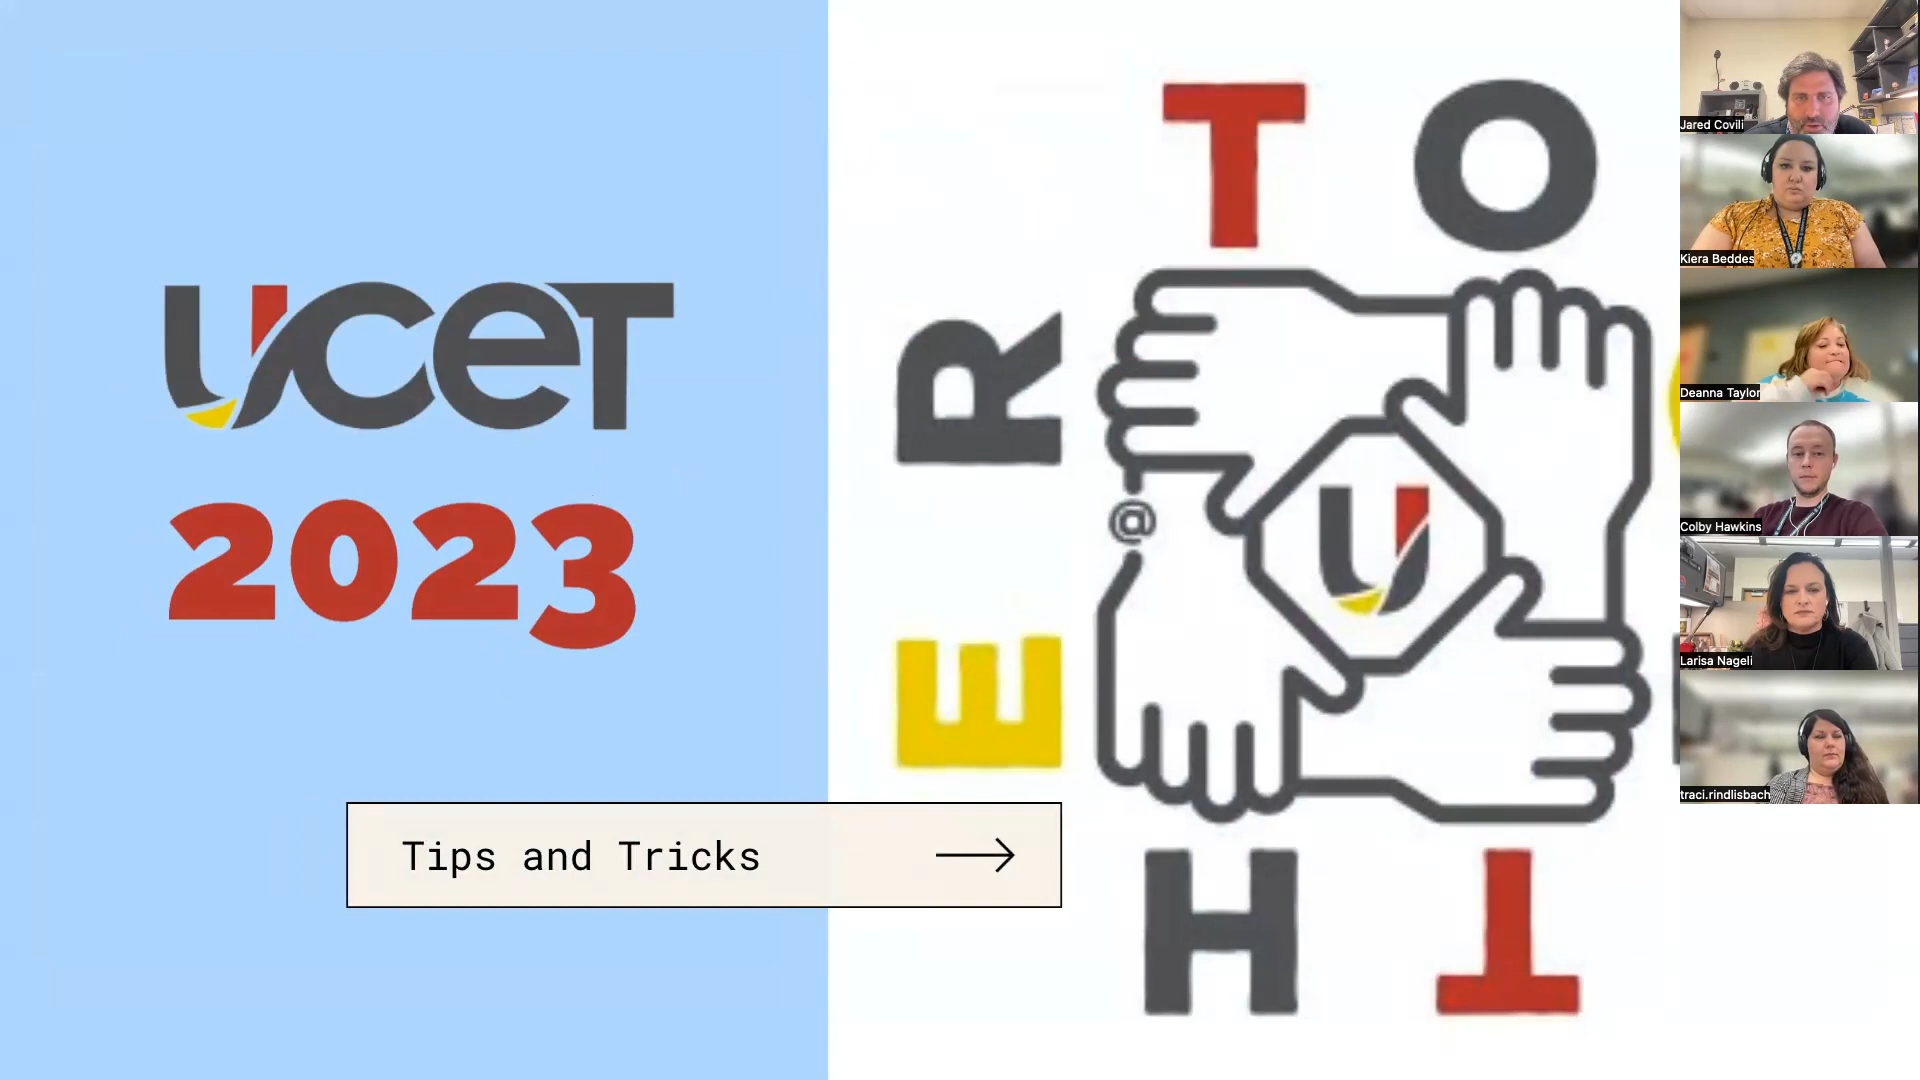 ucet
2023
Tips and Tricks
T O
H T
E R
@
U
Jared Covili
Kiera Beddes
Deanna Taylor
Colby Hawkins
Larisa Nageli
traci.rindlisbach